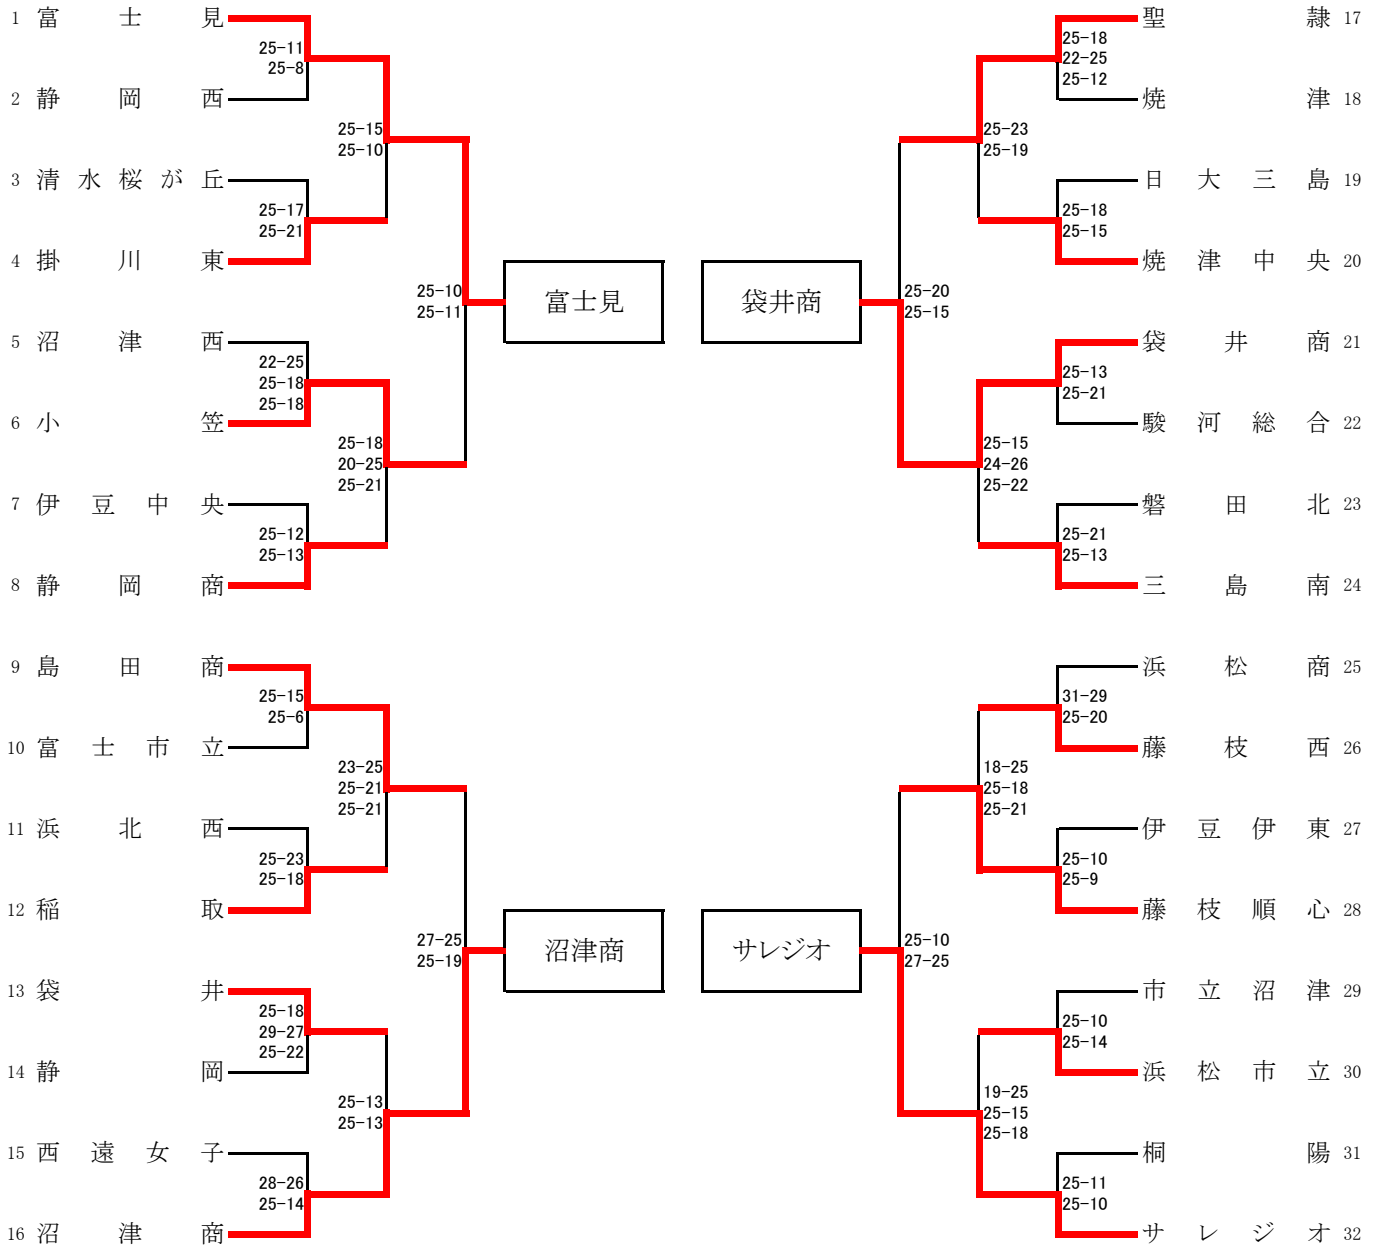 1 富士見
25-11
25-8
2 静岡西
25-15
25-10
3 清水桜が丘
25-17
25-21
4 掛川東
25-10
25-11
富士見
5 沼津西
22-25
25-18
25-18
6 小笠
25-18
20-25
25-21
7 伊豆中央
25-12
25-13
8 静岡商
9 島田商
25-15
25-6
10 富士市立
23-25
25-21
25-21
11 浜北西
25-23
25-18
12 稲取
27-25
25-19
沼津商
13 袋井
25-18
29-27
25-22
14 静岡
25-13
25-13
15 西遠女子
28-26
25-14
16 沼津商
聖隷 17
25-18
22-25
25-12
焼津 18
25-23
25-19
日大三島 19
25-18
25-15
焼津中央 20
袋井商
25-20
25-15
袋井商 21
25-13
25-21
駿河総合 22
25-15
24-26
25-22
磐田北 23
25-21
25-13
三島南 24
浜松商 25
31-29
25-20
藤枝西 26
18-25
25-18
25-21
伊豆伊東 27
25-10
25-9
藤枝順心 28
サレジオ
25-10
27-25
市立沼津 29
25-10
25-14
浜松市立 30
19-25
25-15
25-18
桐陽 31
25-11
25-10
サレジオ 32